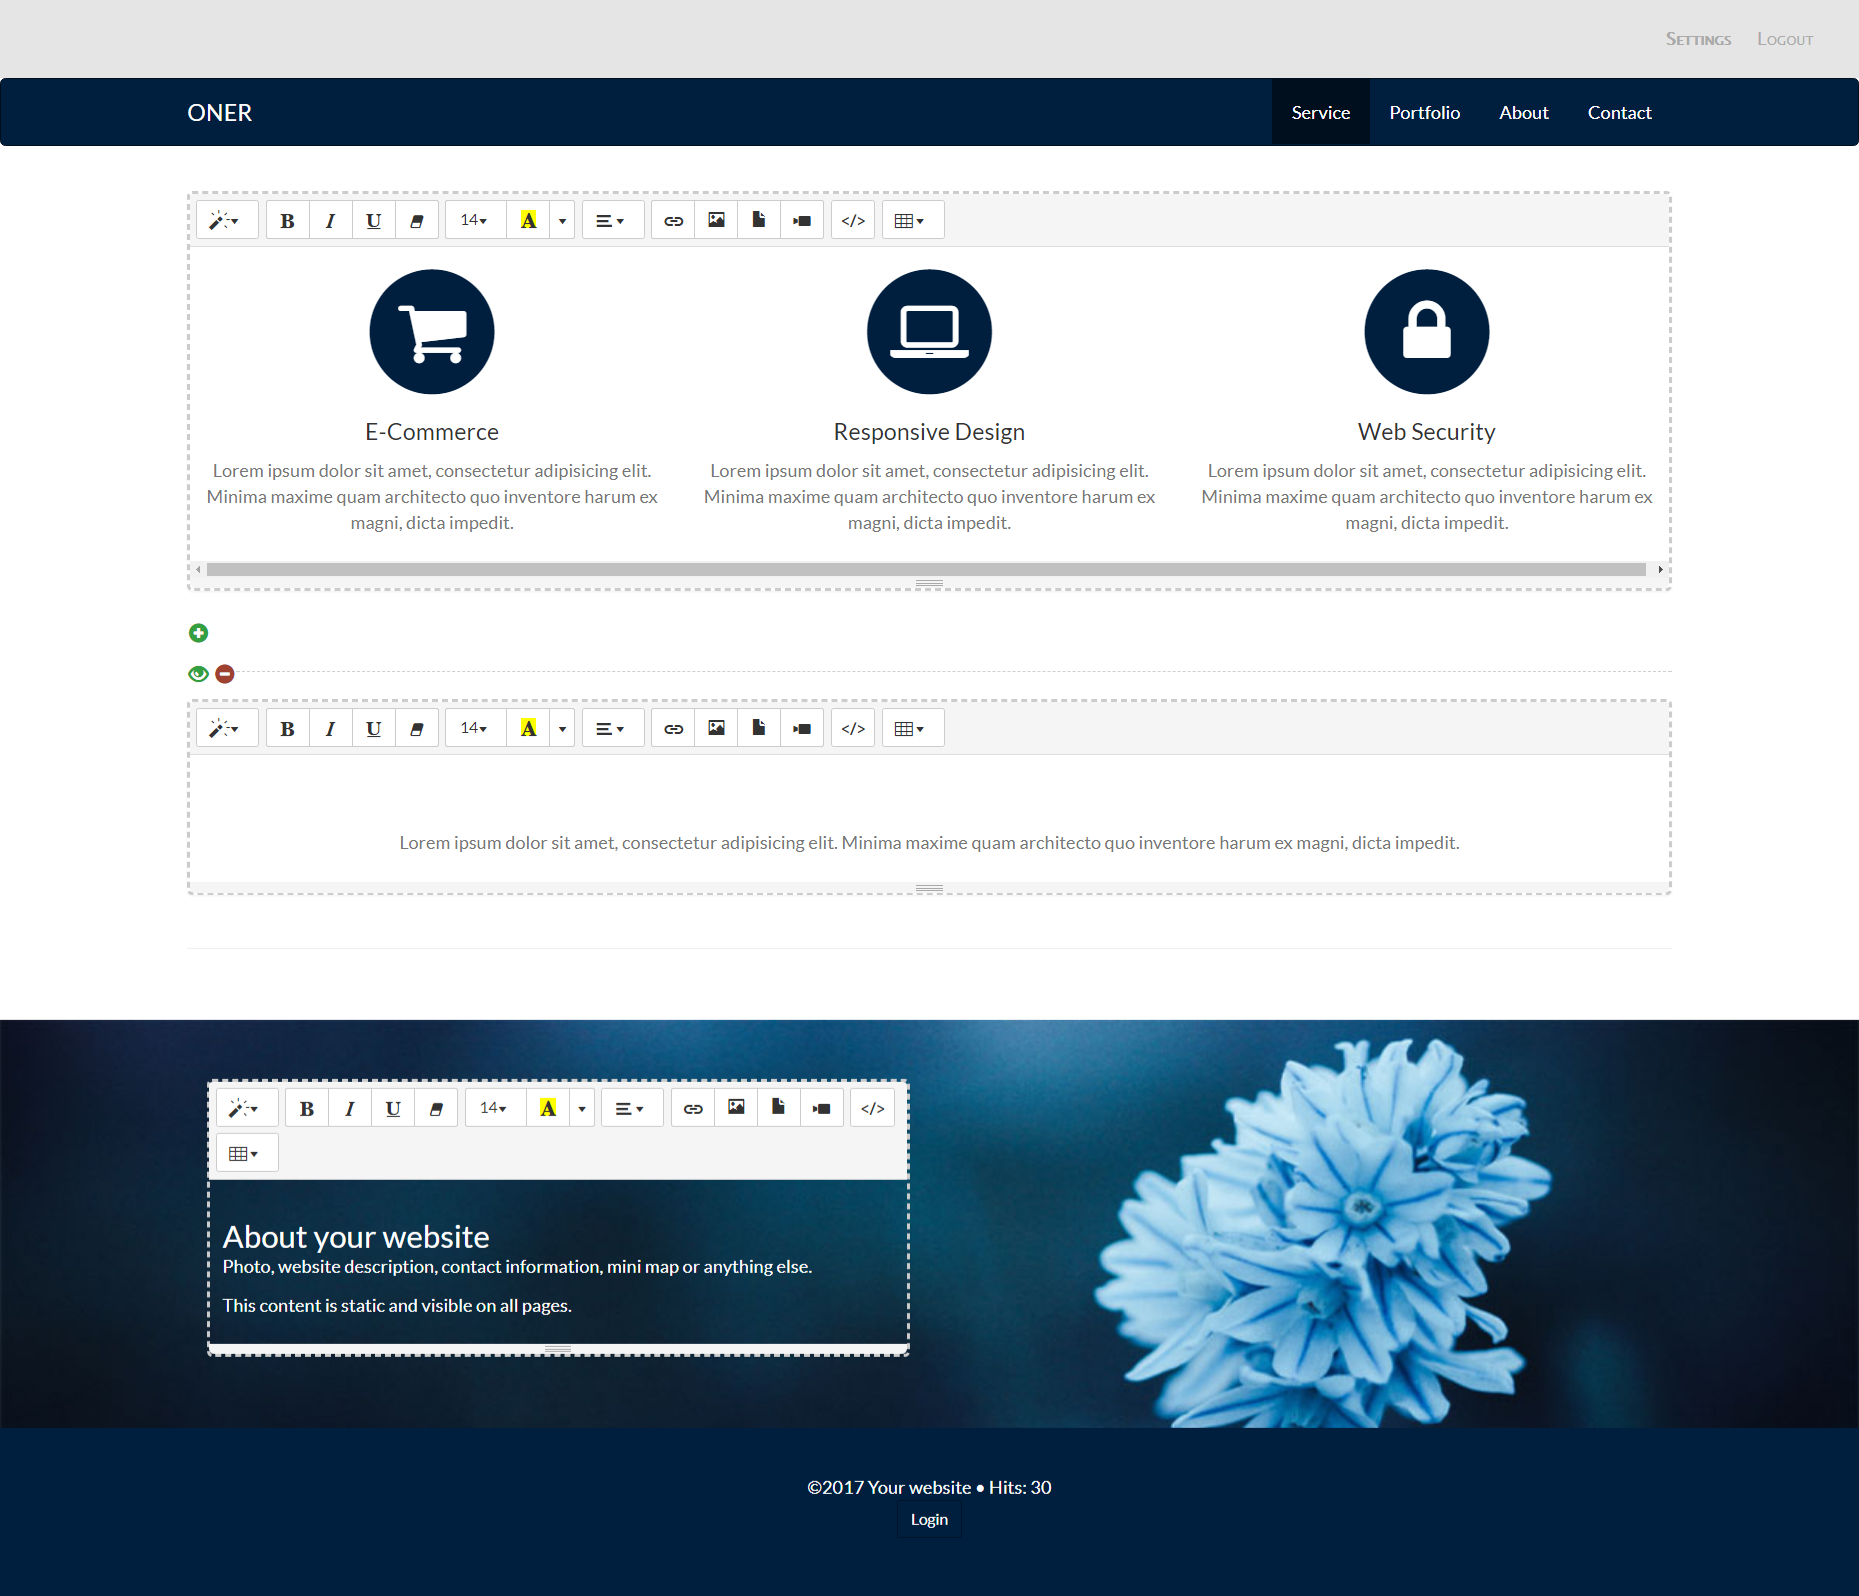 Settings Logout
ONER Service Portfolio About Contact
B I U 14 A </>
E-Commerce Responsive Design Web Security
Lorem ipsum dolor sit amet, consectetur adipisicing elit. Lorem ipsum dolor sit amet, consectetur adipisicing elit. Lorem ipsum dolor sit amet, consectetur adipisicing elit.
Minima maxime quam architecto quo inventore harum ex Minima maxime quam architecto quo inventore harum ex Minima maxime quam architecto quo inventore harum ex
magni, dicta impedit. magni, dicta impedit. magni, dicta impedit.
B I U 14 A </>
Lorem ipsum dolor sit amet, consectetur adipisicing elit. Minima maxime quam architecto quo inventore harum ex magni, dicta impedit.
B I U 14 A </>
About your website
Photo, website description, contact information, mini map or anything else.
This content is static and visible on all pages.
©2017 Your website • Hits: 30
Login